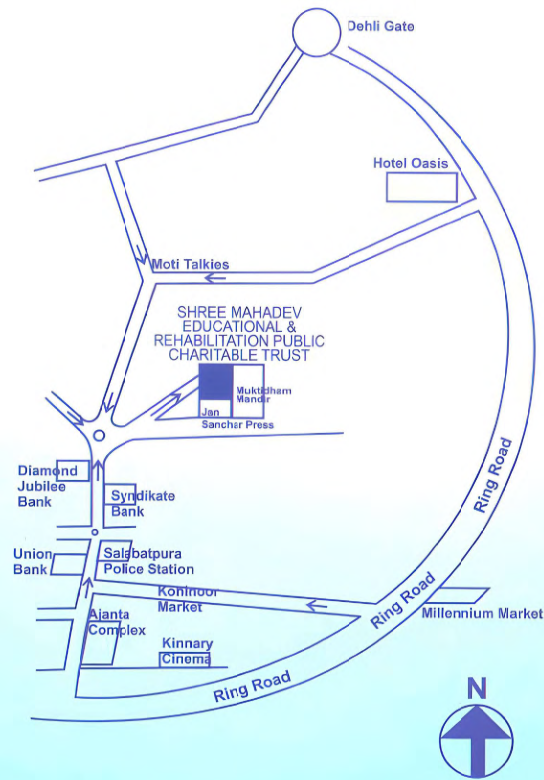 Dehli Gate
Hotel Oasis
Moti Talkies
SHREE MAHADEV
EDUCATIONAL &
REHABILITATION PUBLIC
CHARITABLE TRUST
Muktidham
Mandir
Jan
Sanchar Press
Diamond
Jubilee
Bank
Syndikate
Bank
Ring Road
Union
Bank
Salabatpura
Police Station
Kohinoor
Market
Ring Road
Millennium Market
Ajanta
Complex
Kinnary
Cinema
Ring Road
N